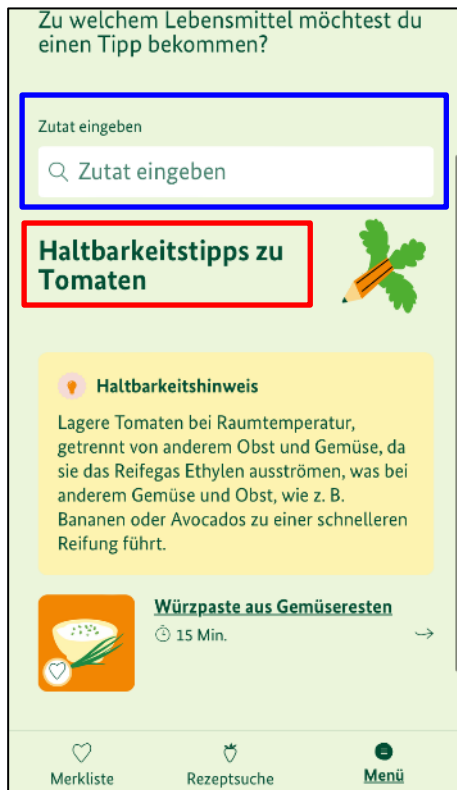 Zu welchem Lebensmittel möchtest du
einen Tipp bekommen?
Zutat eingeben
Zutat eingeben
Haltbarkeitstipps zu
Tomaten
Haltbarkeitshinweis
Lagere Tomaten bei Raumtemperatur,
getrennt von anderem Obst und Gemüse, da
sie das Reifegas Ethylen ausströmen, was bei
anderem Gemüse und Obst, wie z. B.
Bananen oder Avocados zu einer schnelleren
Reifung führt.
Würzpaste aus Gemüseresten
15 Min.
Merkliste
Rezeptsuche
Menü